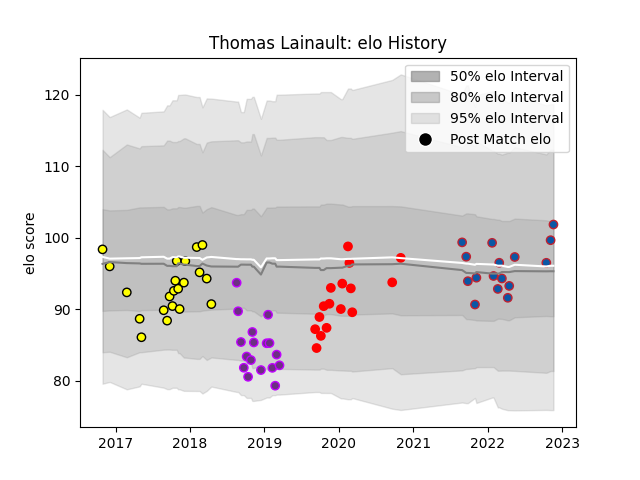 Thomas Lainault: elo History
50% elo Interval
80% elo Interval
95% elo Interval
Post Match elo
elo score
120
110
100
90
80
2017 2018 2019 2020 2021 2022 2023